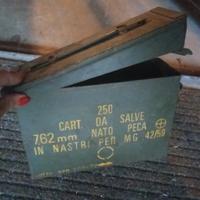 250
CART. DA SALVE
7,62 mm NATO PECA
IN NASTRI PER MG 42/59